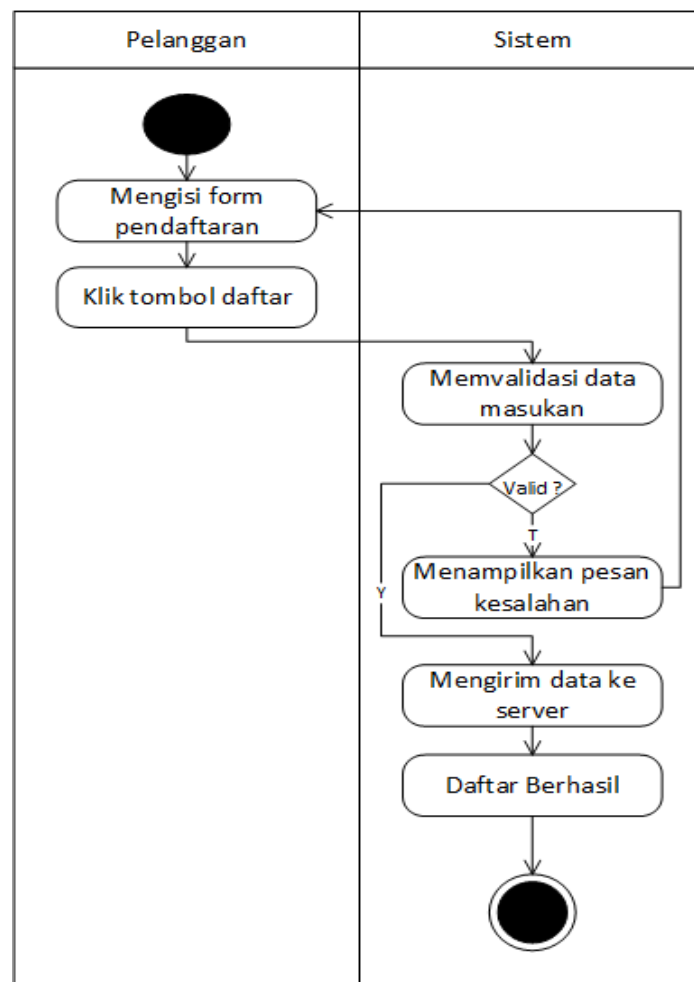 Pelanggan
Sistem
Mengisi form
pendaftaran
Klik tombol daftar
Memvalidasi data
masukan
Valid ?
T
Menampilkan pesan
kesalahan
Y
Mengirim data ke
server
Daftar Berhasil